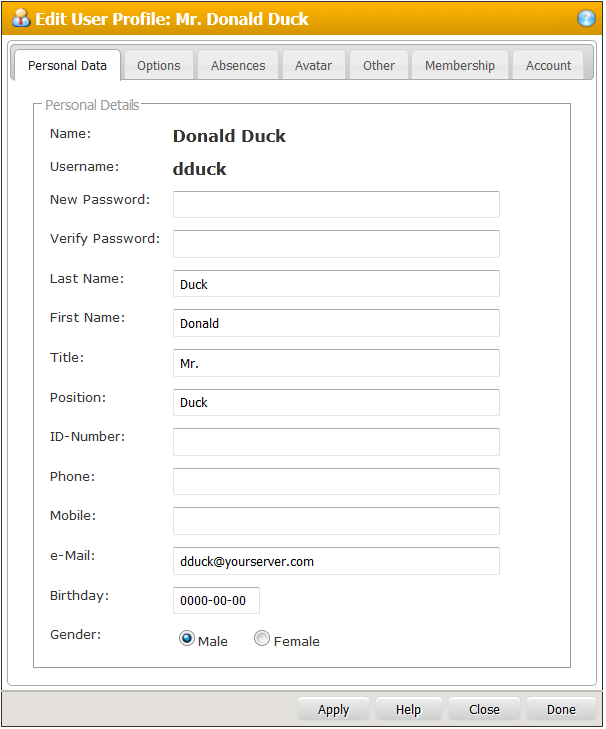 Edit User Profile: Mr. Donald Duck
Personal Data Options Absences Avatar Other Membership Account
Personal Details
Name: Donald Duck
Username: dduck
New Password:
Verify Password:
Last Name: Duck
First Name: Donald
Title: Mr.
Position: Duck
ID-Number:
Phone:
Mobile:
e-Mail: dduck@yourserver.com
Birthday: 0000-00-00
Gender: Male Female
Apply Help Close Done